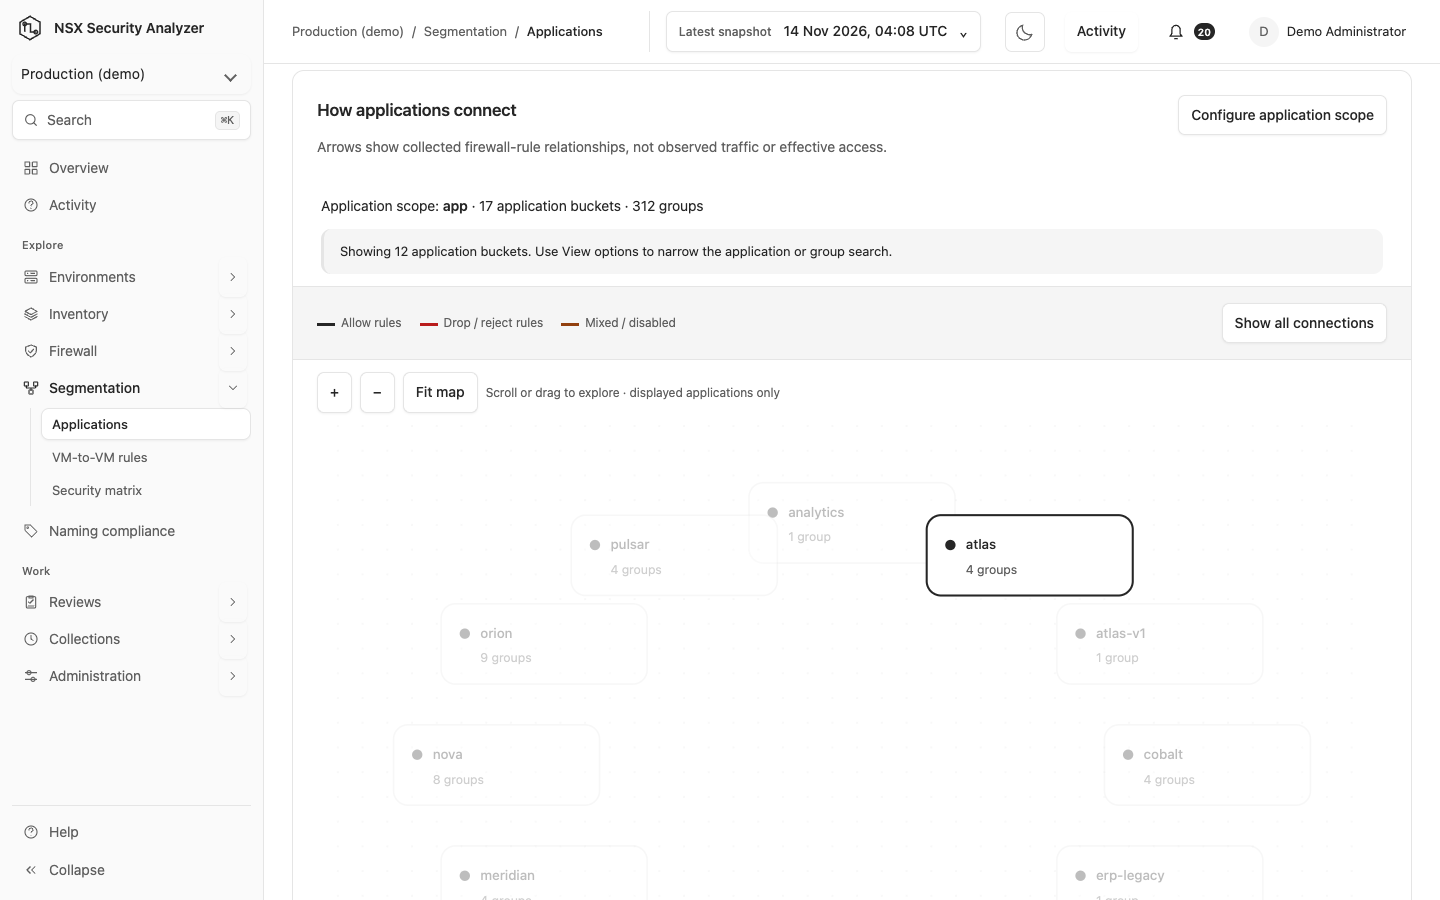 NSX Security Analyzer
Production (demo)
Search ⌘K
Overview
Activity
Explore
Environments
Inventory
Firewall
Segmentation
Applications
VM-to-VM rules
Security matrix
Naming compliance
Work
Reviews
Collections
Administration
Help
Collapse
Production (demo) / Segmentation / Applications
Latest snapshot 14 Nov 2026, 04:08 UTC
Activity
20
D Demo Administrator
How applications connect
Configure application scope
Arrows show collected firewall-rule relationships, not observed traffic or effective access.
Application scope: app · 17 application buckets · 312 groups
Showing 12 application buckets. Use View options to narrow the application or group search.
Allow rules
Drop / reject rules
Mixed / disabled
Show all connections
+ − Fit map Scroll or drag to explore · displayed applications only
analytics
1 group
pulsar
4 groups
atlas
4 groups
orion
9 groups
atlas-v1
1 group
nova
8 groups
cobalt
4 groups
meridian
4 groups
erp-legacy
1 group